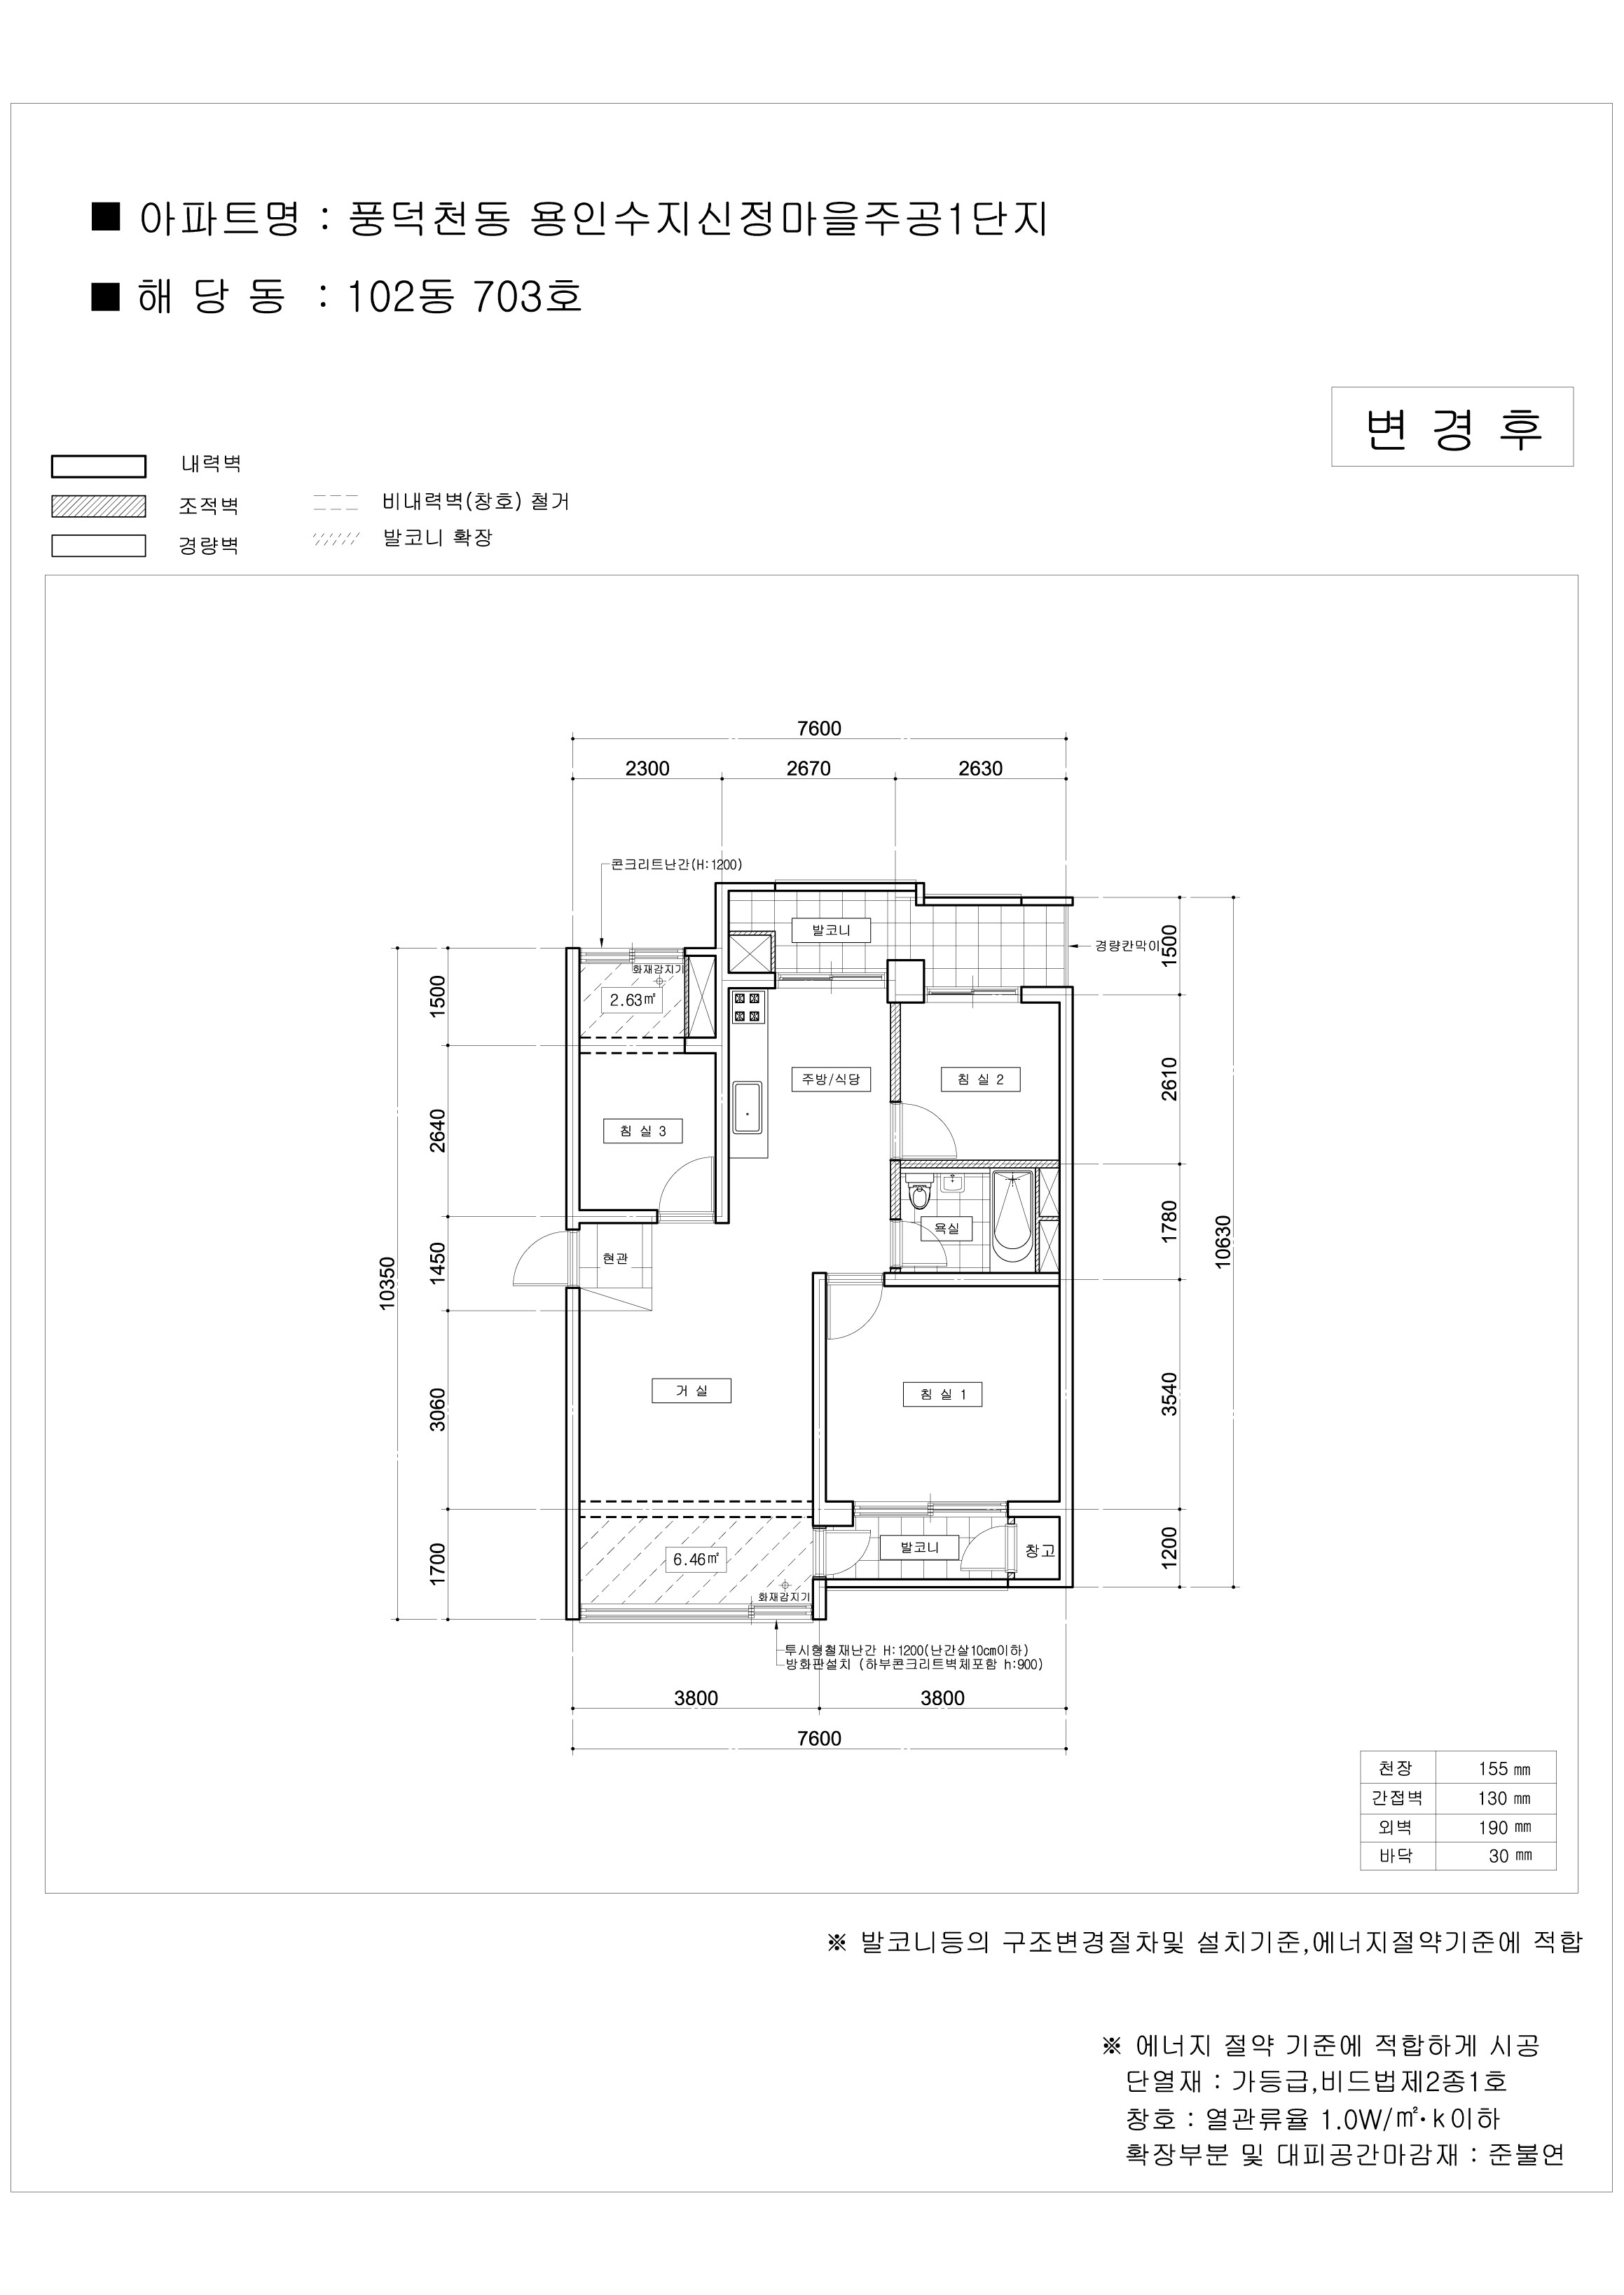 ■ 아파트명 : 풍덕천동 용인수지신정마을주공1단지
■ 해 당 동 : 102동 703호
변 경 후
내력벽
조적벽
경량벽
비내력벽(창호) 철거
발코니 확장
7600
2300
2670
2630
콘크리트난간(H:1200)
발코니
경량칸막이
1500
화재감지기
2.63㎡
1500
주방/식당
침 실 2
2610
침 실 3
2640
욕실
1780
현관
1450
10350
10630
거 실
침 실 1
3060
3540
6.46㎡
발코니
창고
1700
1200
화재감지기
투시형철재난간 H:1200(난간살10㎝이하)
방화판설치 (하부콘크리트벽체포함 h:900)
3800
3800
7600
천장 155 ㎜
간접벽 130 ㎜
외벽 190 ㎜
바닥 30 ㎜
※ 발코니등의 구조변경절차및 설치기준,에너지절약기준에 적합
※ 에너지 절약 기준에 적합하게 시공
단열재 : 가등급,비드법제2종1호
창호 : 열관류율 1.0W/㎡·k이하
확장부분 및 대피공간마감재 : 준불연